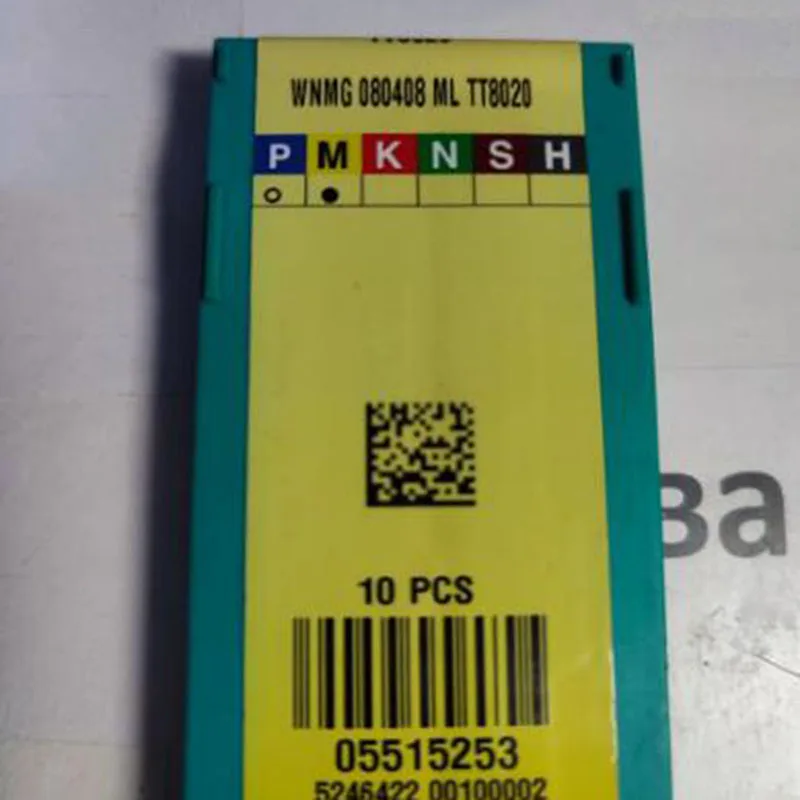 WNMG 080408 ML TT8020
P M K N S H
10 PCS
05515253
5246422 00100002
ва